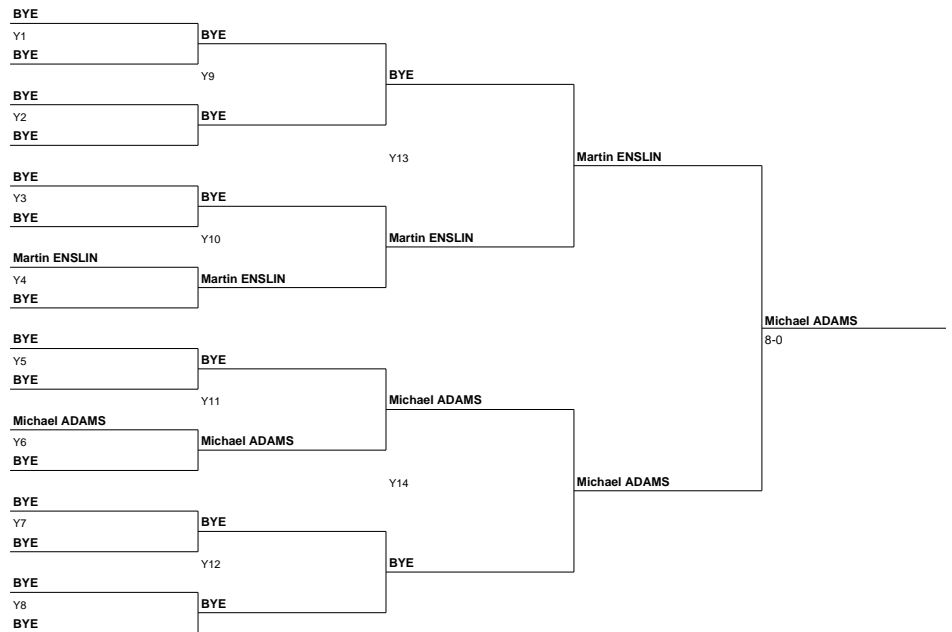 BYE
Y1
BYE
BYE
Y9
BYE
BYE
Y2
BYE
BYE
Martin ENSLIN
Y13
BYE
Y3
BYE
BYE
Y10
Martin ENSLIN
Martin ENSLIN
Y4
Martin ENSLIN
BYE
Michael ADAMS
8-0
BYE
Y5
BYE
BYE
Y11
Michael ADAMS
Michael ADAMS
Y6
Michael ADAMS
BYE
Y14
Michael ADAMS
BYE
Y7
BYE
BYE
Y12
BYE
BYE
Y8
BYE
BYE